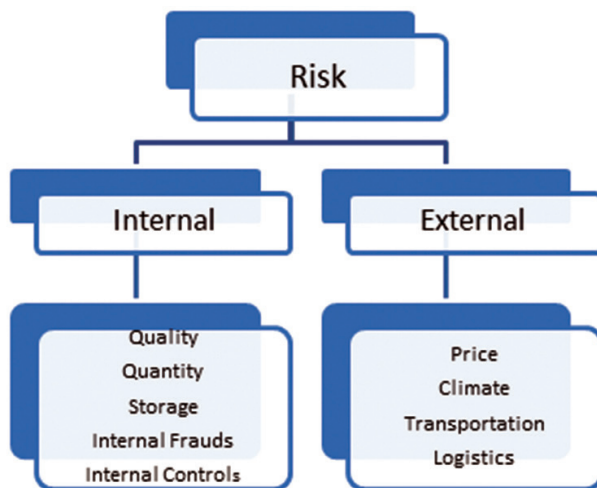 Risk
Internal
External
Quality
Quantity
Storage
Internal Frauds
Internal Controls
Price
Climate
Transportation
Logistics